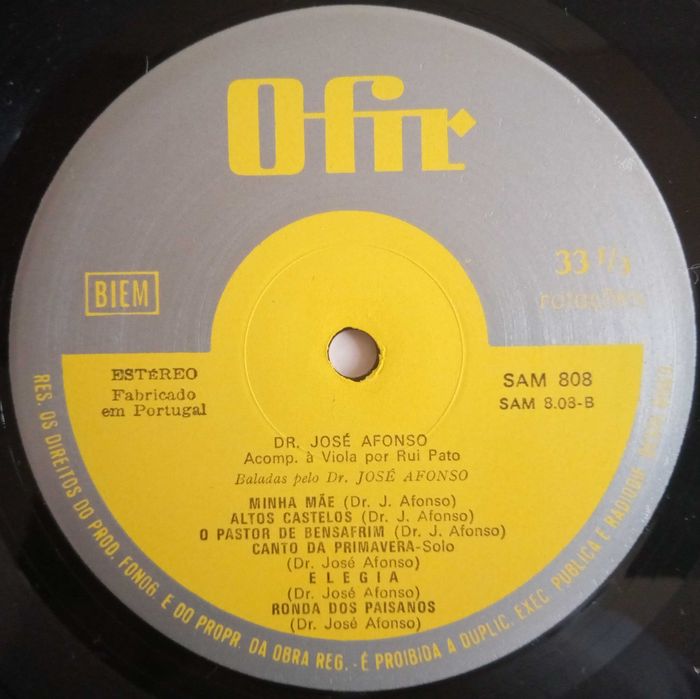 Ofir
BIEM
33 1/3
rotações
ESTÉREO
Fabricado
em Portugal
SAM 808
SAM 8.08-B
DR. JOSÉ AFONSO
Acomp. à Viola por Rui Pato
Baladas pelo Dr. JOSÉ AFONSO
MINHA MÃE (Dr. J. Afonso)
ALTOS CASTELOS (Dr. J. Afonso)
O PASTOR DE BENSAFRIM (Dr. J. Afonso)
CANTO DA PRIMAVERA-Solo
(Dr. José Afonso)
ELEGIA
(Dr. José Afonso)
RONDA DOS PAISANOS
(Dr. José Afonso)
RES. OS DIREITOS DO PROD. FONOG. E DO PROPR. DA OBRA REG. - É PROIBIDA A DUPLIC. EXEC. PUBLICA E RADIODIF. DESTE DISCO